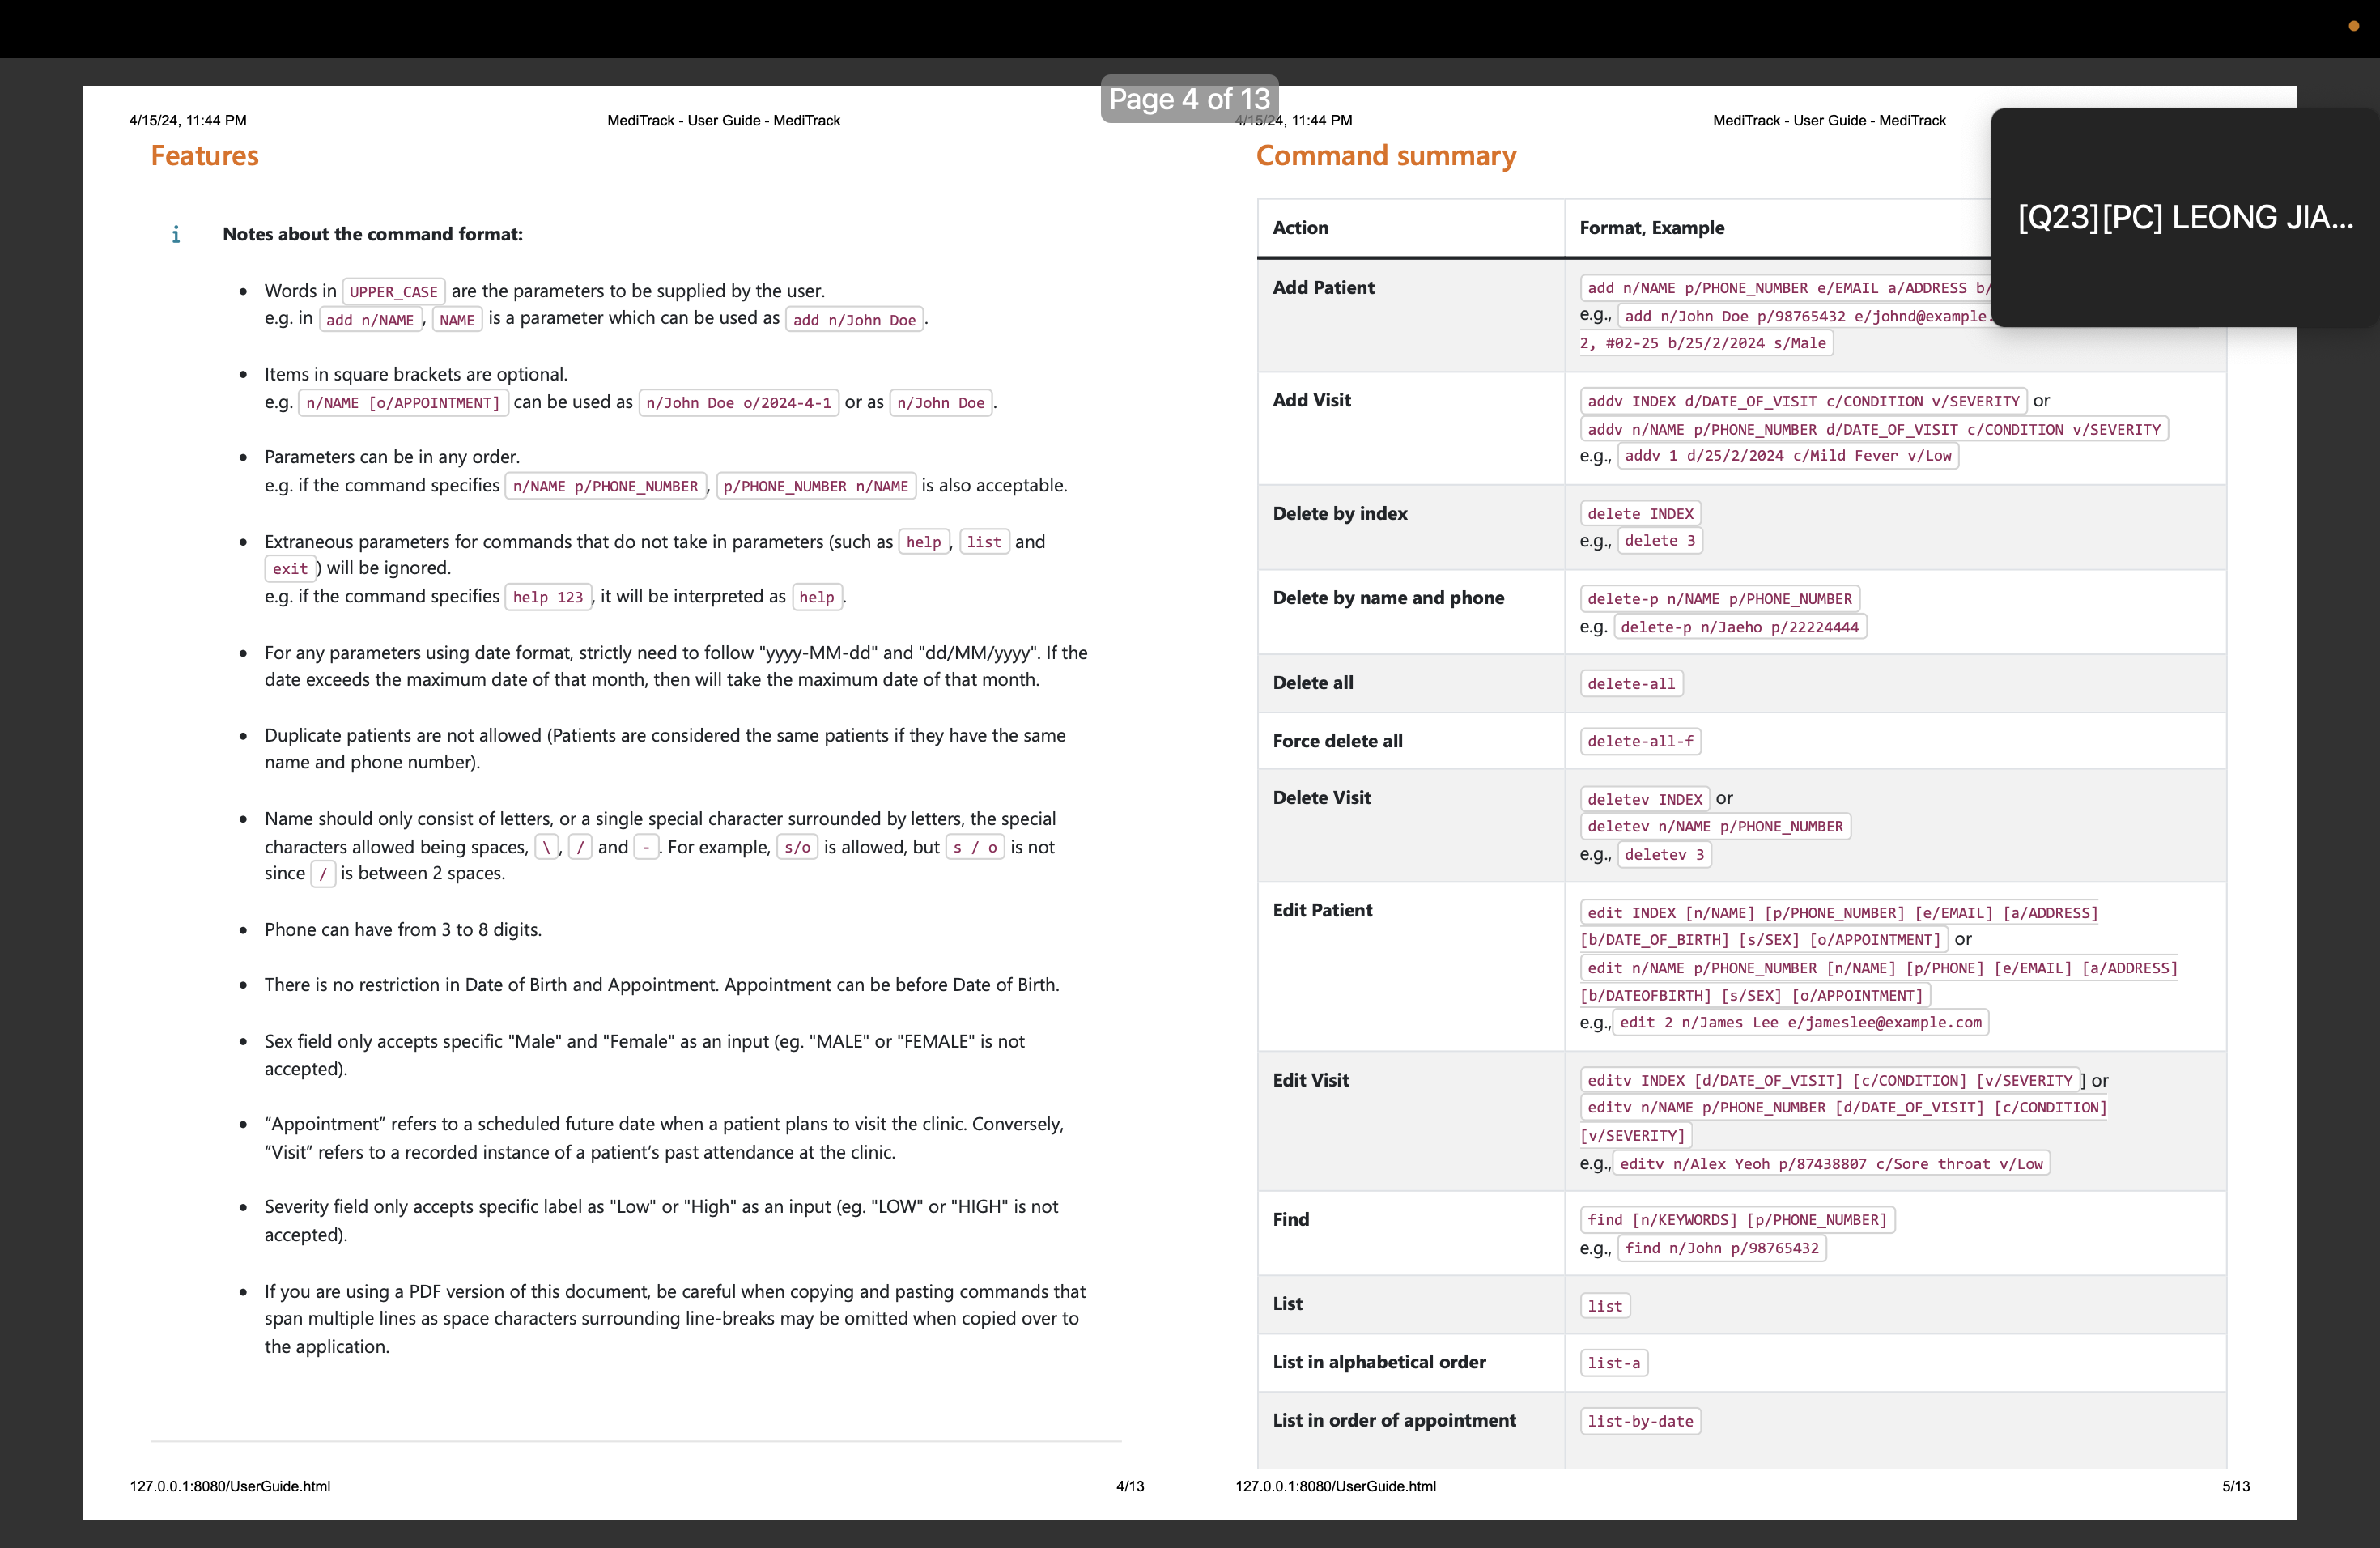 Page 4 of 13
4/15/24, 11:44 PM
MediTrack - User Guide - MediTrack
Features
i
Notes about the command format:
• Words in UPPER_CASE are the parameters to be supplied by the user.
e.g. in add n/NAME, NAME is a parameter which can be used as add n/John Doe.
• Items in square brackets are optional.
e.g. n/NAME [o/APPOINTMENT] can be used as n/John Doe o/2024-4-1 or as n/John Doe.
• Parameters can be in any order.
e.g. if the command specifies n/NAME p/PHONE_NUMBER, p/PHONE_NUMBER n/NAME is also acceptable.
• Extraneous parameters for commands that do not take in parameters (such as help, list and
exit) will be ignored.
e.g. if the command specifies help 123, it will be interpreted as help.
• For any parameters using date format, strictly need to follow "yyyy-MM-dd" and "dd/MM/yyyy". If the
date exceeds the maximum date of that month, then will take the maximum date of that month.
• Duplicate patients are not allowed (Patients are considered the same patients if they have the same
name and phone number).
• Name should only consist of letters, or a single special character surrounded by letters, the special
characters allowed being spaces, \, / and -. For example, s/o is allowed, but s / o is not
since / is between 2 spaces.
• Phone can have from 3 to 8 digits.
• There is no restriction in Date of Birth and Appointment. Appointment can be before Date of Birth.
• Sex field only accepts specific "Male" and "Female" as an input (eg. "MALE" or "FEMALE" is not
accepted).
• “Appointment” refers to a scheduled future date when a patient plans to visit the clinic. Conversely,
“Visit” refers to a recorded instance of a patient’s past attendance at the clinic.
• Severity field only accepts specific label as "Low" or "High" as an input (eg. "LOW" or "HIGH" is not
accepted).
• If you are using a PDF version of this document, be careful when copying and pasting commands that
span multiple lines as space characters surrounding line-breaks may be omitted when copied over to
the application.
127.0.0.1:8080/UserGuide.html
4/13
4/15/24, 11:44 PM
MediTrack - User Guide - MediTrack
[Q23][PC] LEONG JIA...
Command summary
Action Format, Example
Add Patient
add n/NAME p/PHONE_NUMBER e/EMAIL a/ADDRESS b/
e.g., add n/John Doe p/98765432 e/johnd@example.
2, #02-25 b/25/2/2024 s/Male
Add Visit
addv INDEX d/DATE_OF_VISIT c/CONDITION v/SEVERITY or
addv n/NAME p/PHONE_NUMBER d/DATE_OF_VISIT c/CONDITION v/SEVERITY
e.g., addv 1 d/25/2/2024 c/Mild Fever v/Low
Delete by index
delete INDEX
e.g., delete 3
Delete by name and phone
delete-p n/NAME p/PHONE_NUMBER
e.g. delete-p n/Jaeho p/22224444
Delete all
delete-all
Force delete all
delete-all-f
Delete Visit
deletev INDEX or
deletev n/NAME p/PHONE_NUMBER
e.g., deletev 3
Edit Patient
edit INDEX [n/NAME] [p/PHONE_NUMBER] [e/EMAIL] [a/ADDRESS]
[b/DATE_OF_BIRTH] [s/SEX] [o/APPOINTMENT] or
edit n/NAME p/PHONE_NUMBER [n/NAME] [p/PHONE] [e/EMAIL] [a/ADDRESS]
[b/DATEOFBIRTH] [s/SEX] [o/APPOINTMENT]
e.g., edit 2 n/James Lee e/jameslee@example.com
Edit Visit
editv INDEX [d/DATE_OF_VISIT] [c/CONDITION] [v/SEVERITY ] or
editv n/NAME p/PHONE_NUMBER [d/DATE_OF_VISIT] [c/CONDITION]
[v/SEVERITY]
e.g., editv n/Alex Yeoh p/87438807 c/Sore throat v/Low
Find
find [n/KEYWORDS] [p/PHONE_NUMBER]
e.g., find n/John p/98765432
List
list
List in alphabetical order
list-a
List in order of appointment
list-by-date
127.0.0.1:8080/UserGuide.html
5/13